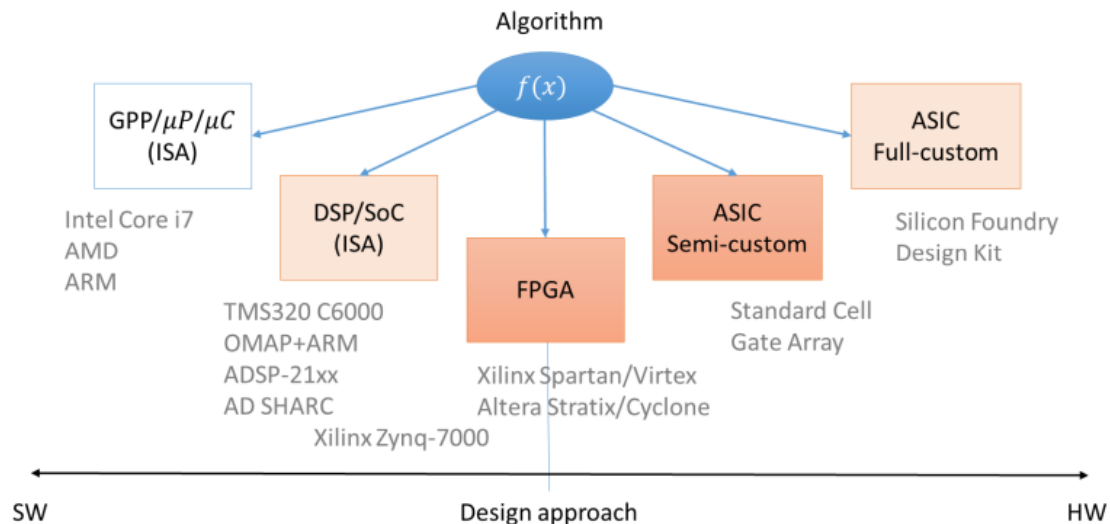 Algorithm
f(x)
GPP/μP/μC
(ISA)
ASIC
Full-custom
DSP/SoC
(ISA)
ASIC
Semi-custom
FPGA
Intel Core i7
AMD
ARM
Silicon Foundry
Design Kit
TMS320 C6000
OMAP+ARM
ADSP-21xx
AD SHARC
Xilinx Zynq-7000
Xilinx Spartan/Virtex
Altera Stratix/Cyclone
Standard Cell
Gate Array
SW
Design approach
HW